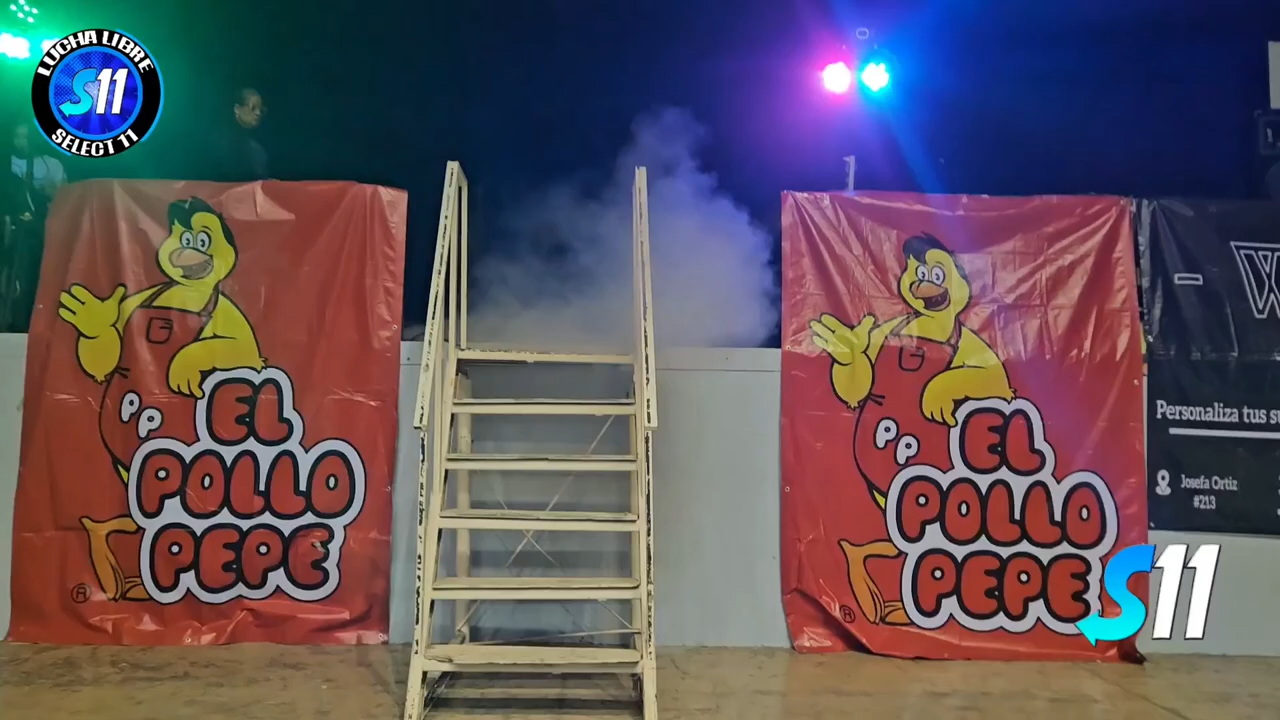 LUCHA LIBRE
S11
SELECT 11
PP
EL
POLLO
PEPE
®
PP
EL
POLLO
PEPE
®
Personaliza tus
Josefa Ortiz
#213
S11